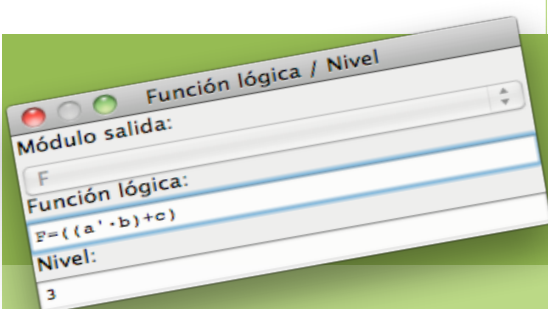 Función lógica / Nivel
Módulo salida:
F
Función lógica:
F=((a'·b)+c)
Nivel:
3